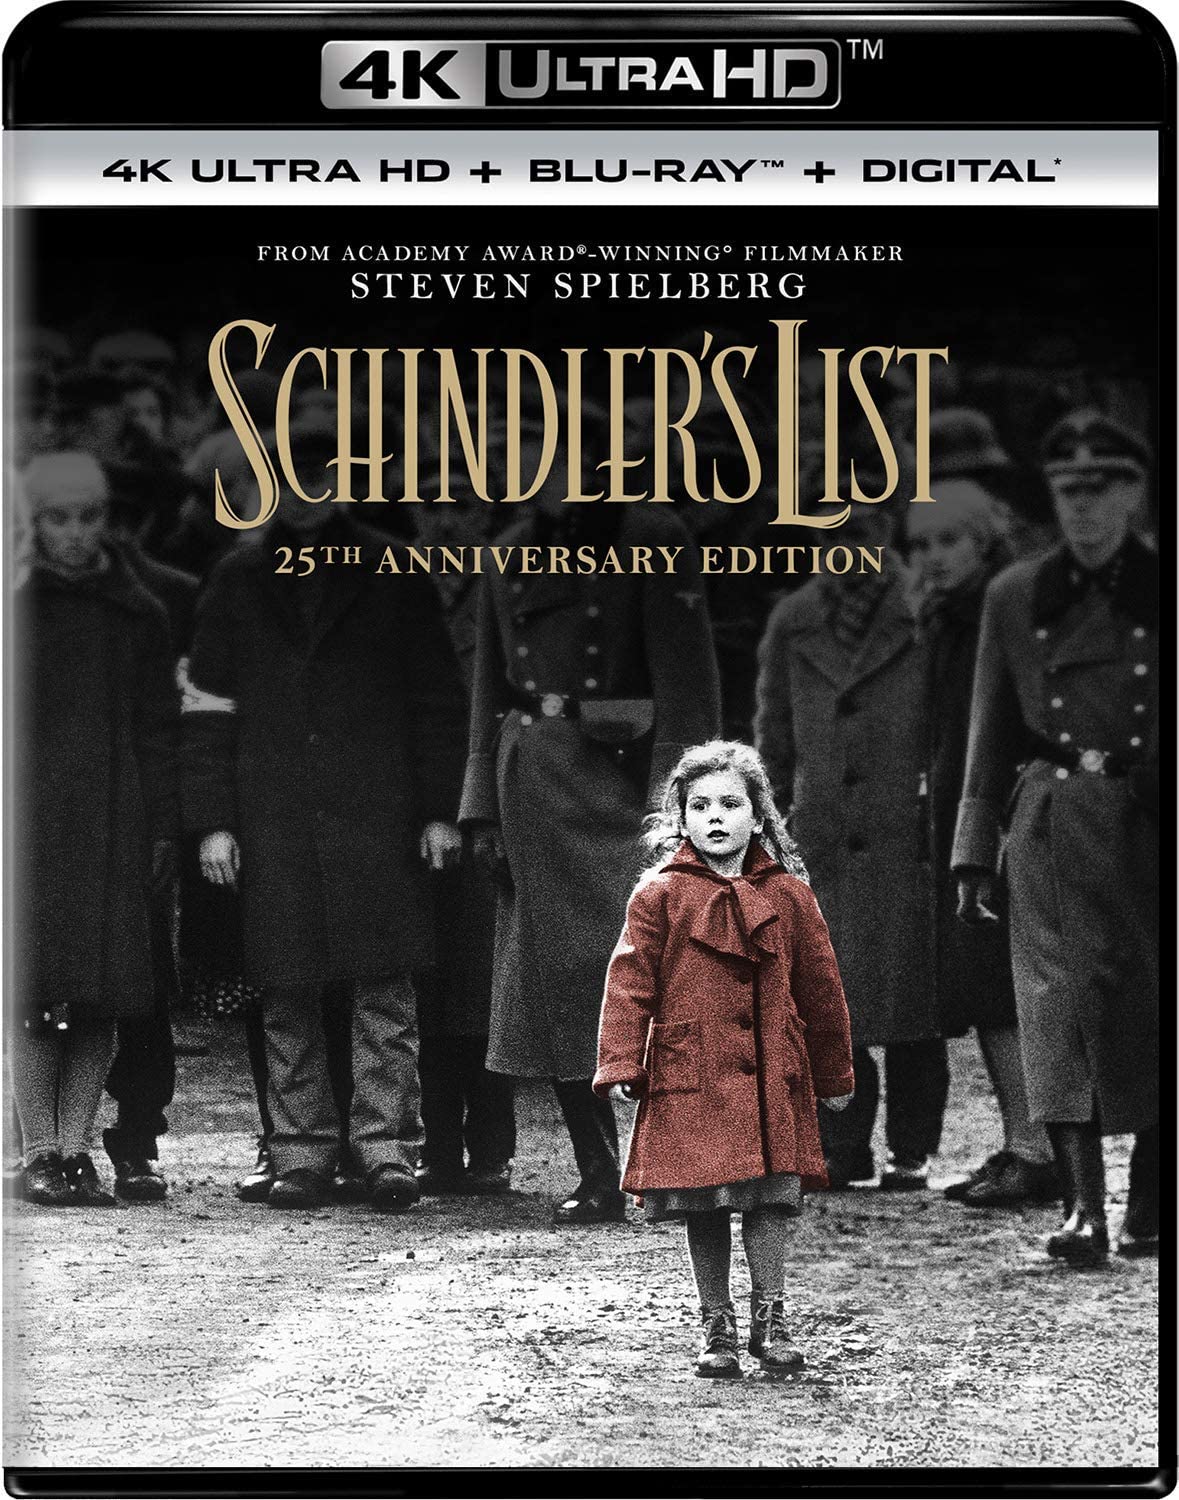 4K ULTRA HD™
4K ULTRA HD + BLU-RAY™ + DIGITAL*
FROM ACADEMY AWARD®-WINNING° FILMMAKER
STEVEN SPIELBERG
SCHINDLER'S LIST
25TH ANNIVERSARY EDITION